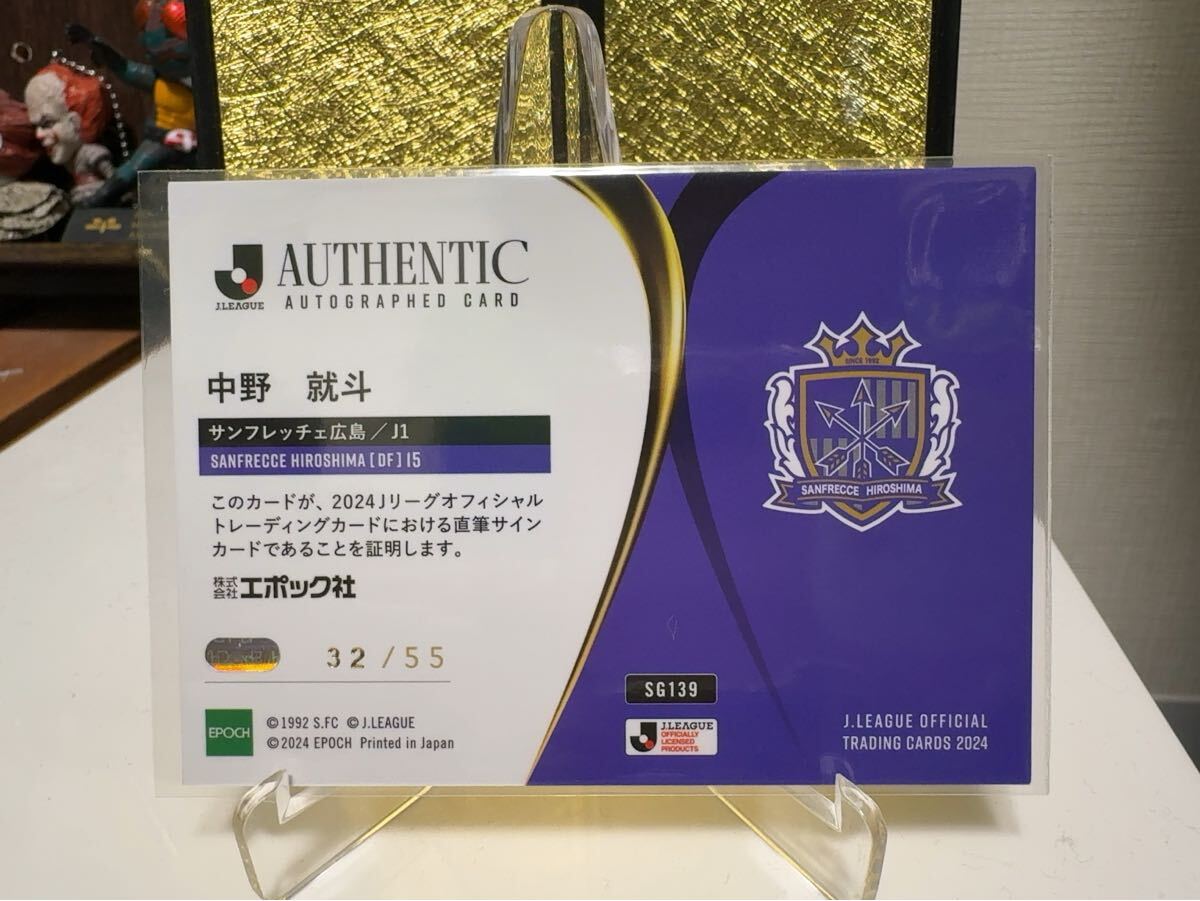 J.LEAGUE
AUTHENTIC
AUTOGRAPHED CARD
中野　就斗
サンフレッチェ広島／J1
SANFRECCE HIROSHIMA [DF] 15
このカードが、2024Jリーグオフィシャル
トレーディングカードにおける直筆サイン
カードであることを証明します。
株式会社エポック社
32/55
EPOCH
©1992 S.FC ©J.LEAGUE
©2024 EPOCH Printed in Japan
SINCE 1992
SANFRECCE HIROSHIMA
SG139
J.LEAGUE
OFFICIALLY
LICENSED
PRODUCTS
J.LEAGUE OFFICIAL
TRADING CARDS 2024